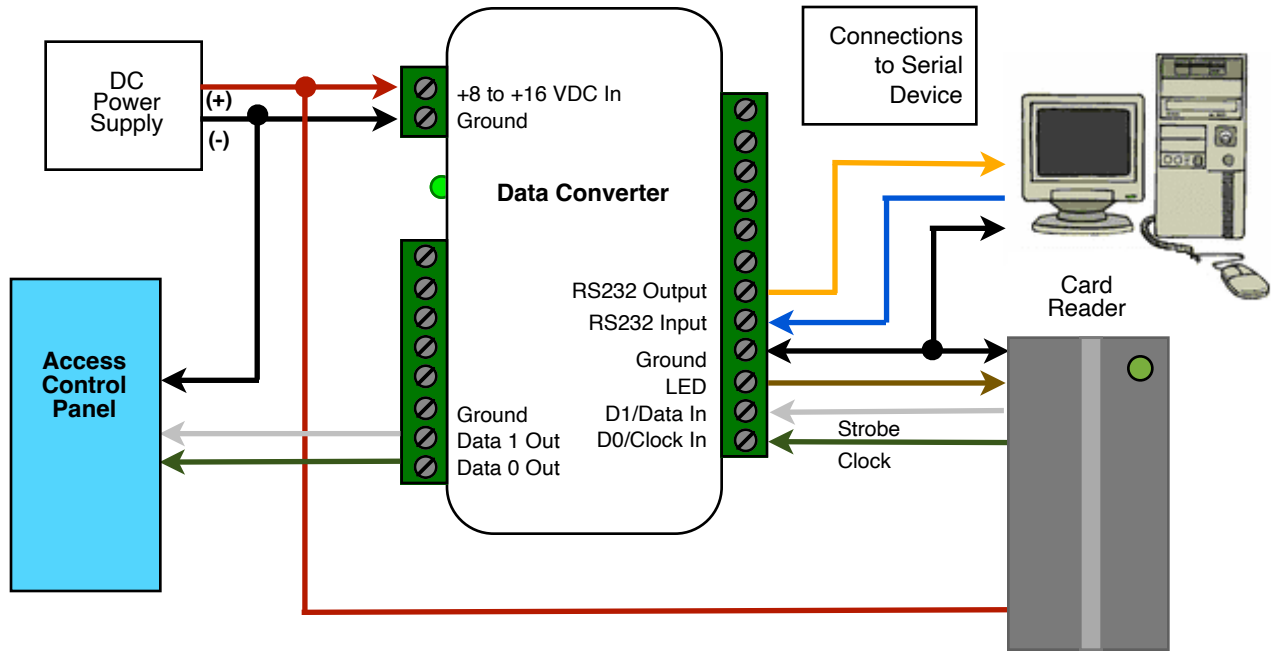 DC
Power
Supply
(+)
(-)
+8 to +16 VDC In
Ground
Data Converter
Connections
to Serial
Device
RS232 Output
RS232 Input
Ground
LED
D1/Data In
D0/Clock In
Strobe
Clock
Card
Reader
Access
Control
Panel
Ground
Data 1 Out
Data 0 Out